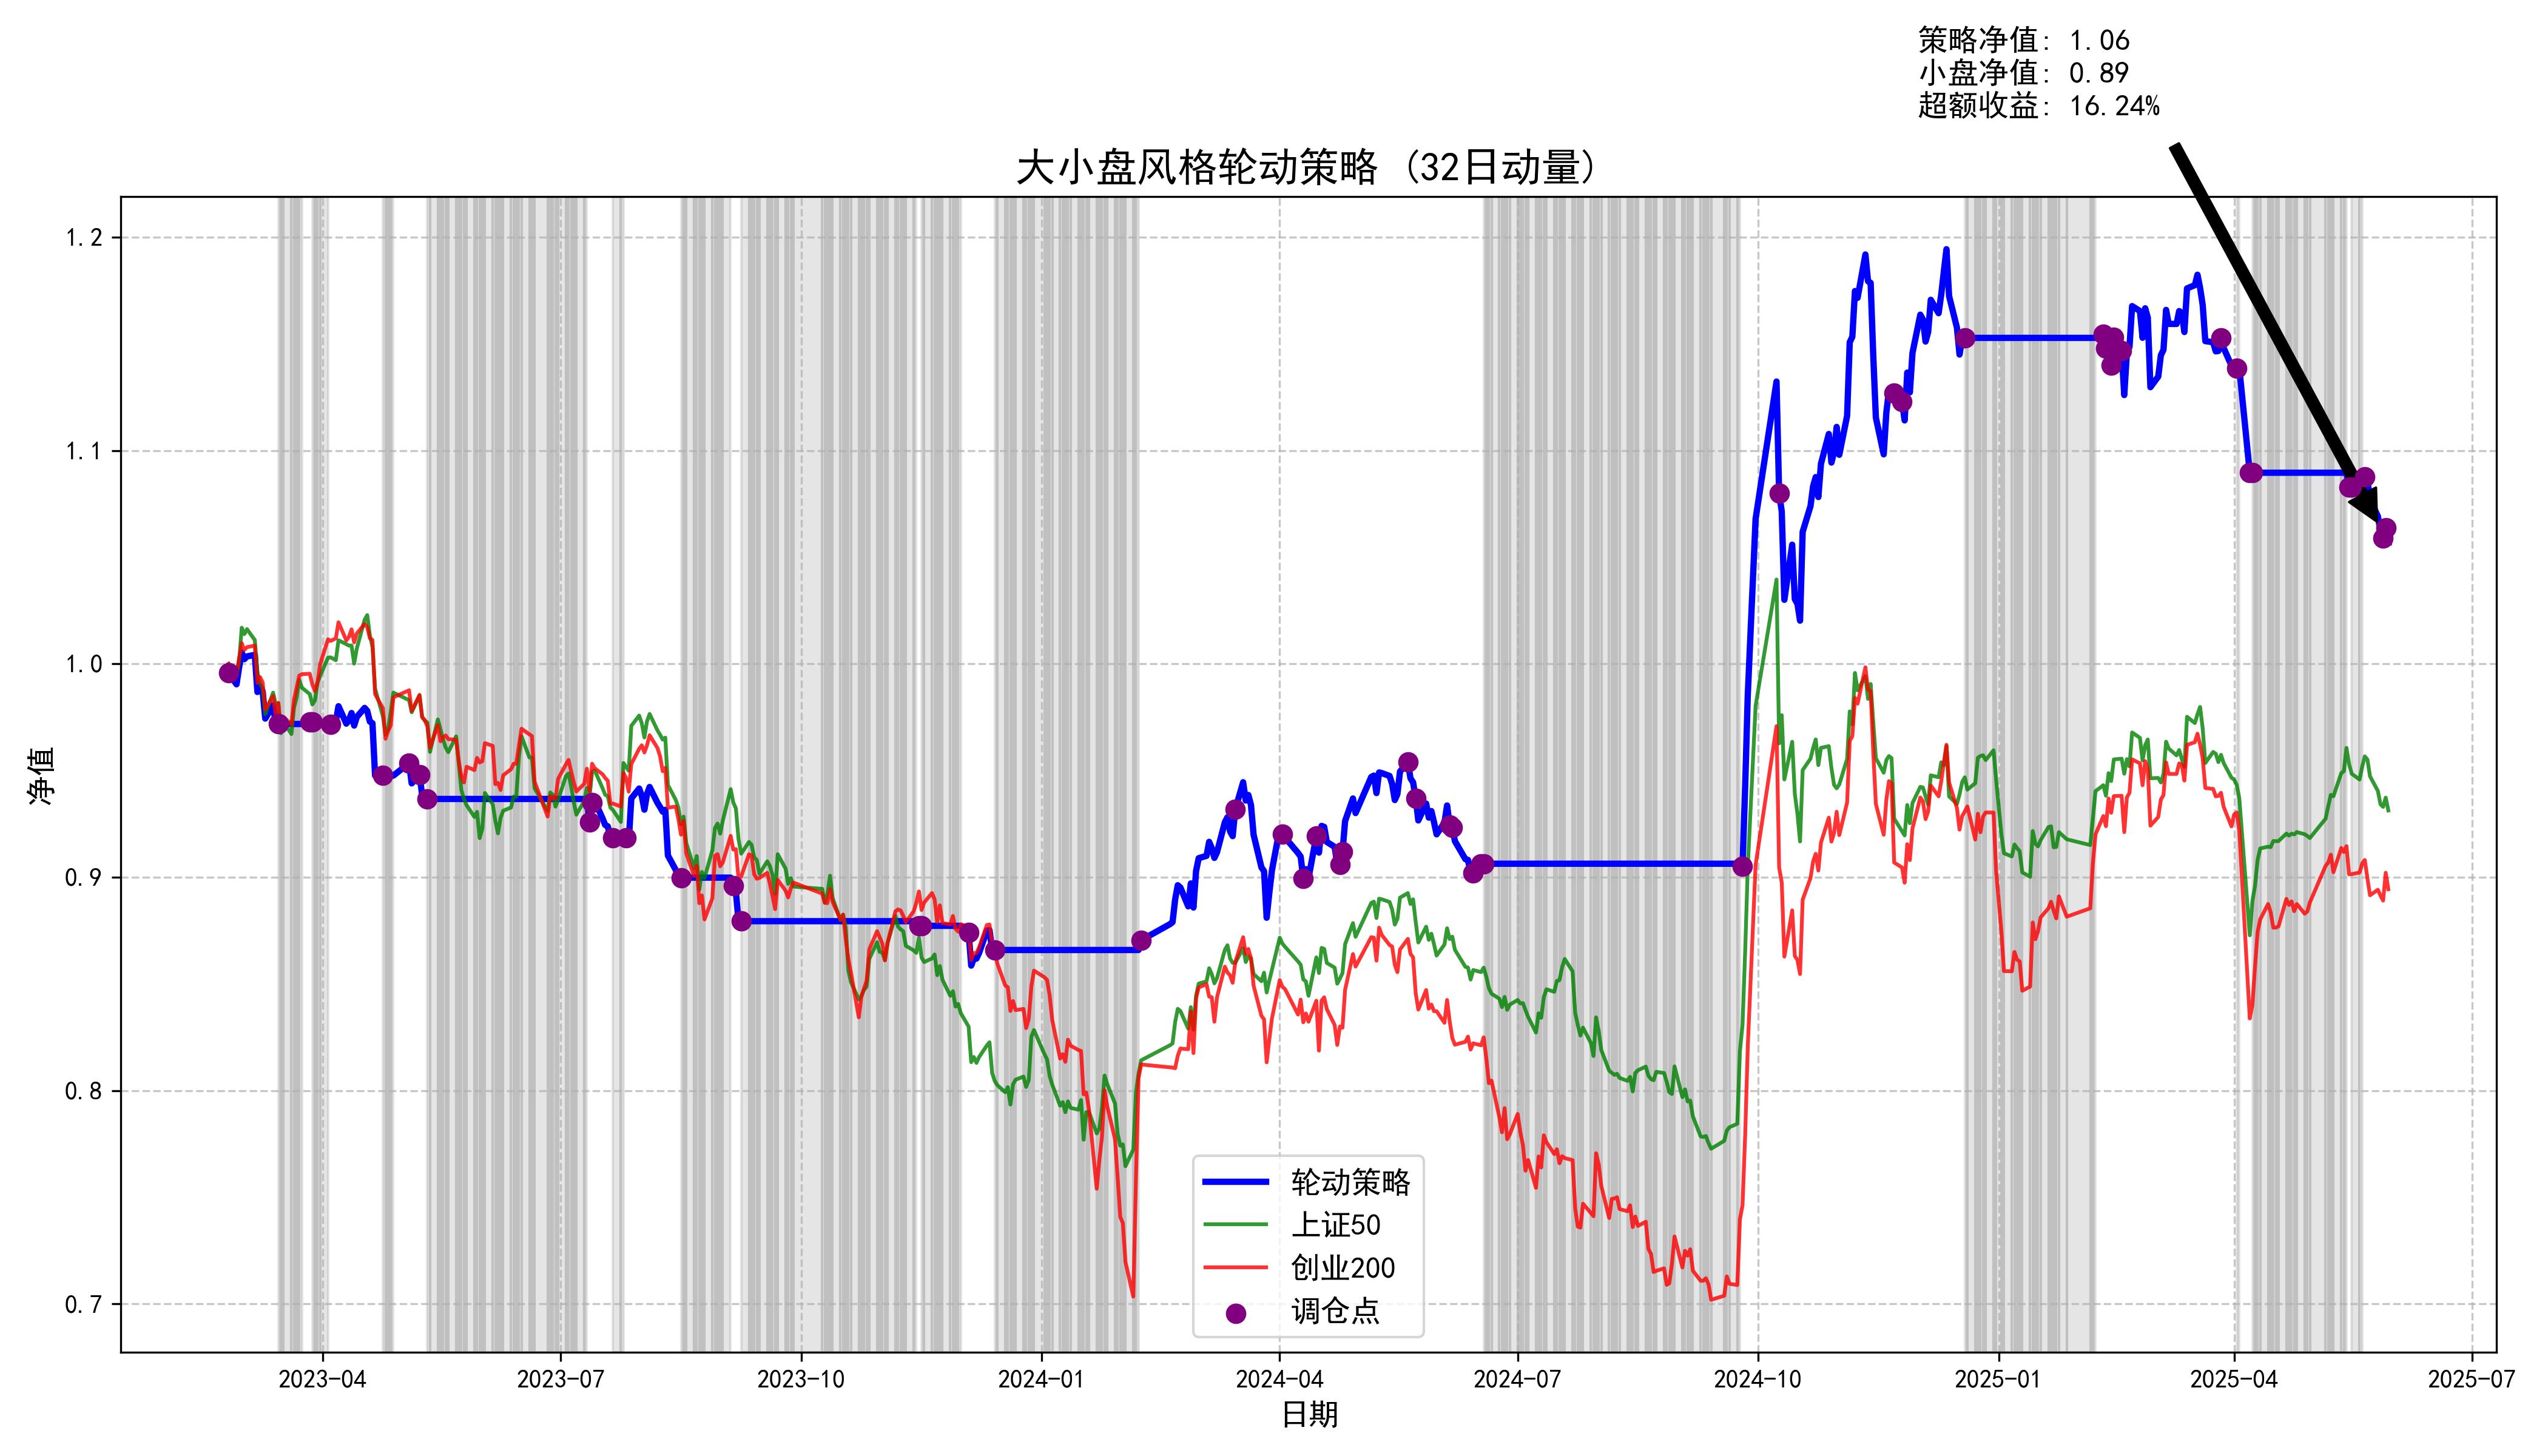 策略净值: 1.06
小盘净值: 0.89
超额收益: 16.24%
大小盘风格轮动策略 (32日动量)
净值
1.2
1.1
1.0
0.9
0.8
0.7
轮动策略
上证50
创业200
调仓点
2023-04
2023-07
2023-10
2024-01
2024-04
2024-07
2024-10
2025-01
2025-04
2025-07
日期